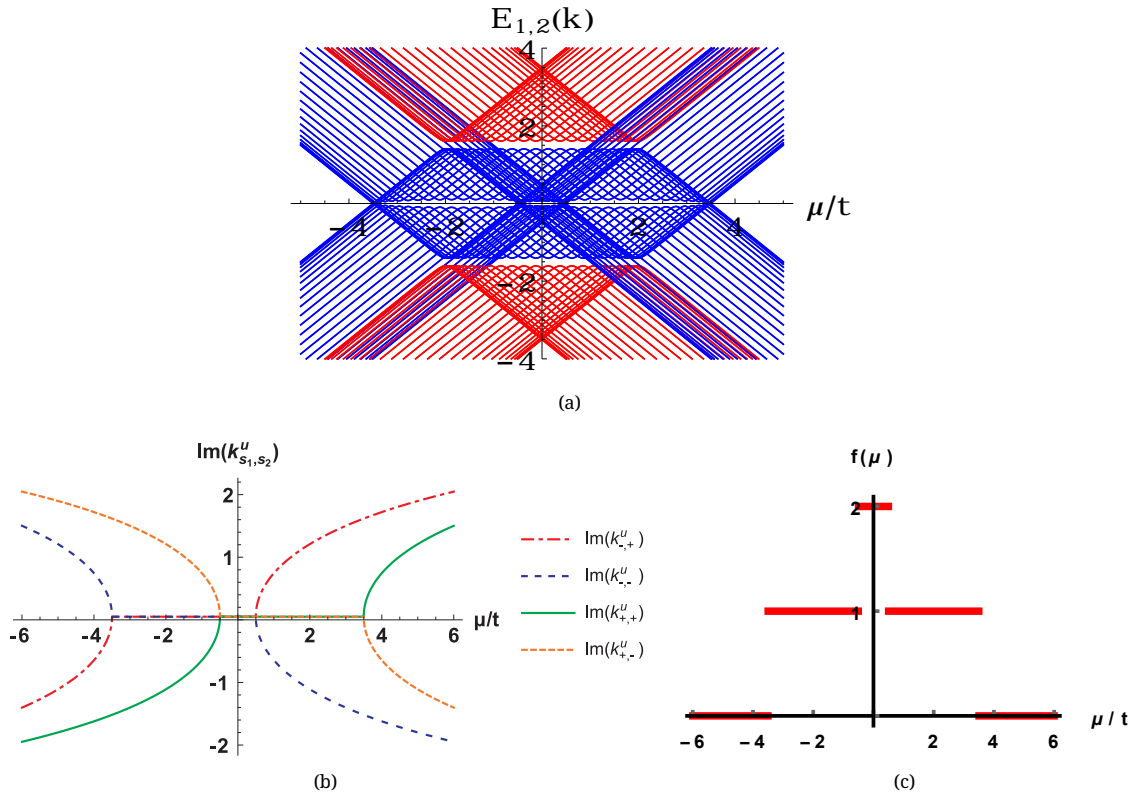 E1,2(k)
4
2
μ/t
-4
-2
2
4
-2
-4
(a)
Im(k^u_{s1,s2})
2
1
-6
-4
-2
2
4
6
μ/t
-1
-2
Im(k^u_{-,+})
Im(k^u_{-,-})
Im(k^u_{+,+})
Im(k^u_{+,-})
(b)
f(μ)
2
1
-6
-4
-2
2
4
6
μ / t
(c)